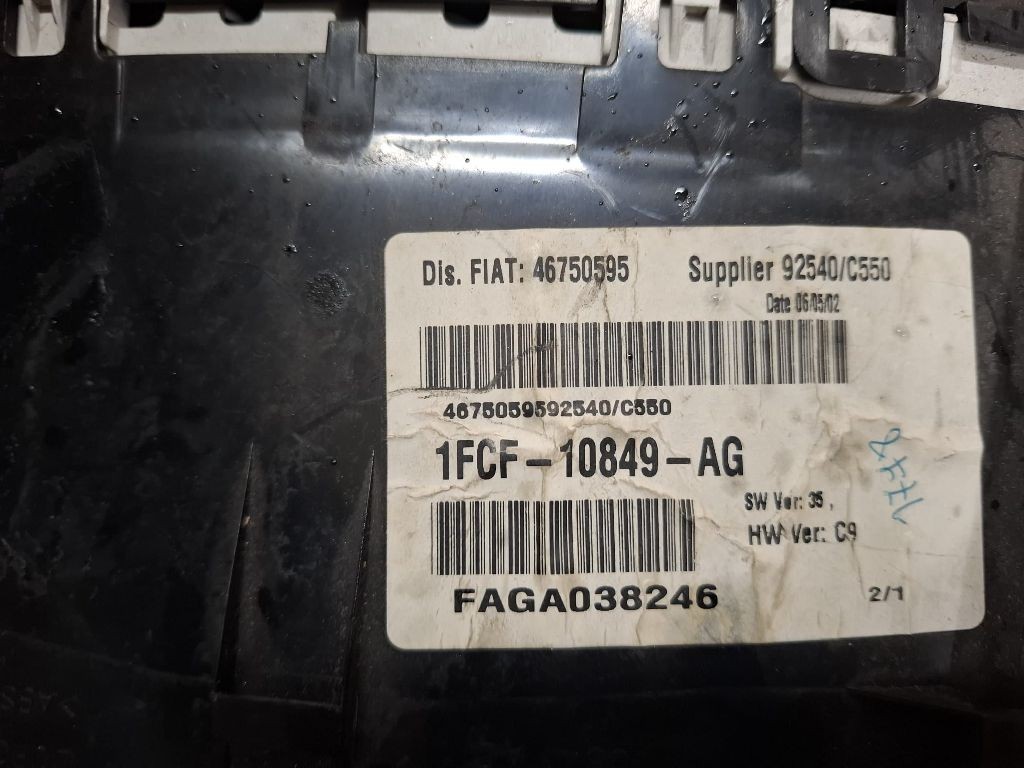 Dis. FIAT: 46750595 Supplier 92540/C550
Date 06/05/02
4675059592540/C550
1FCF-10849-AG
SW Ver: 35,
HW Ver: C9
FAGA038246
2/1